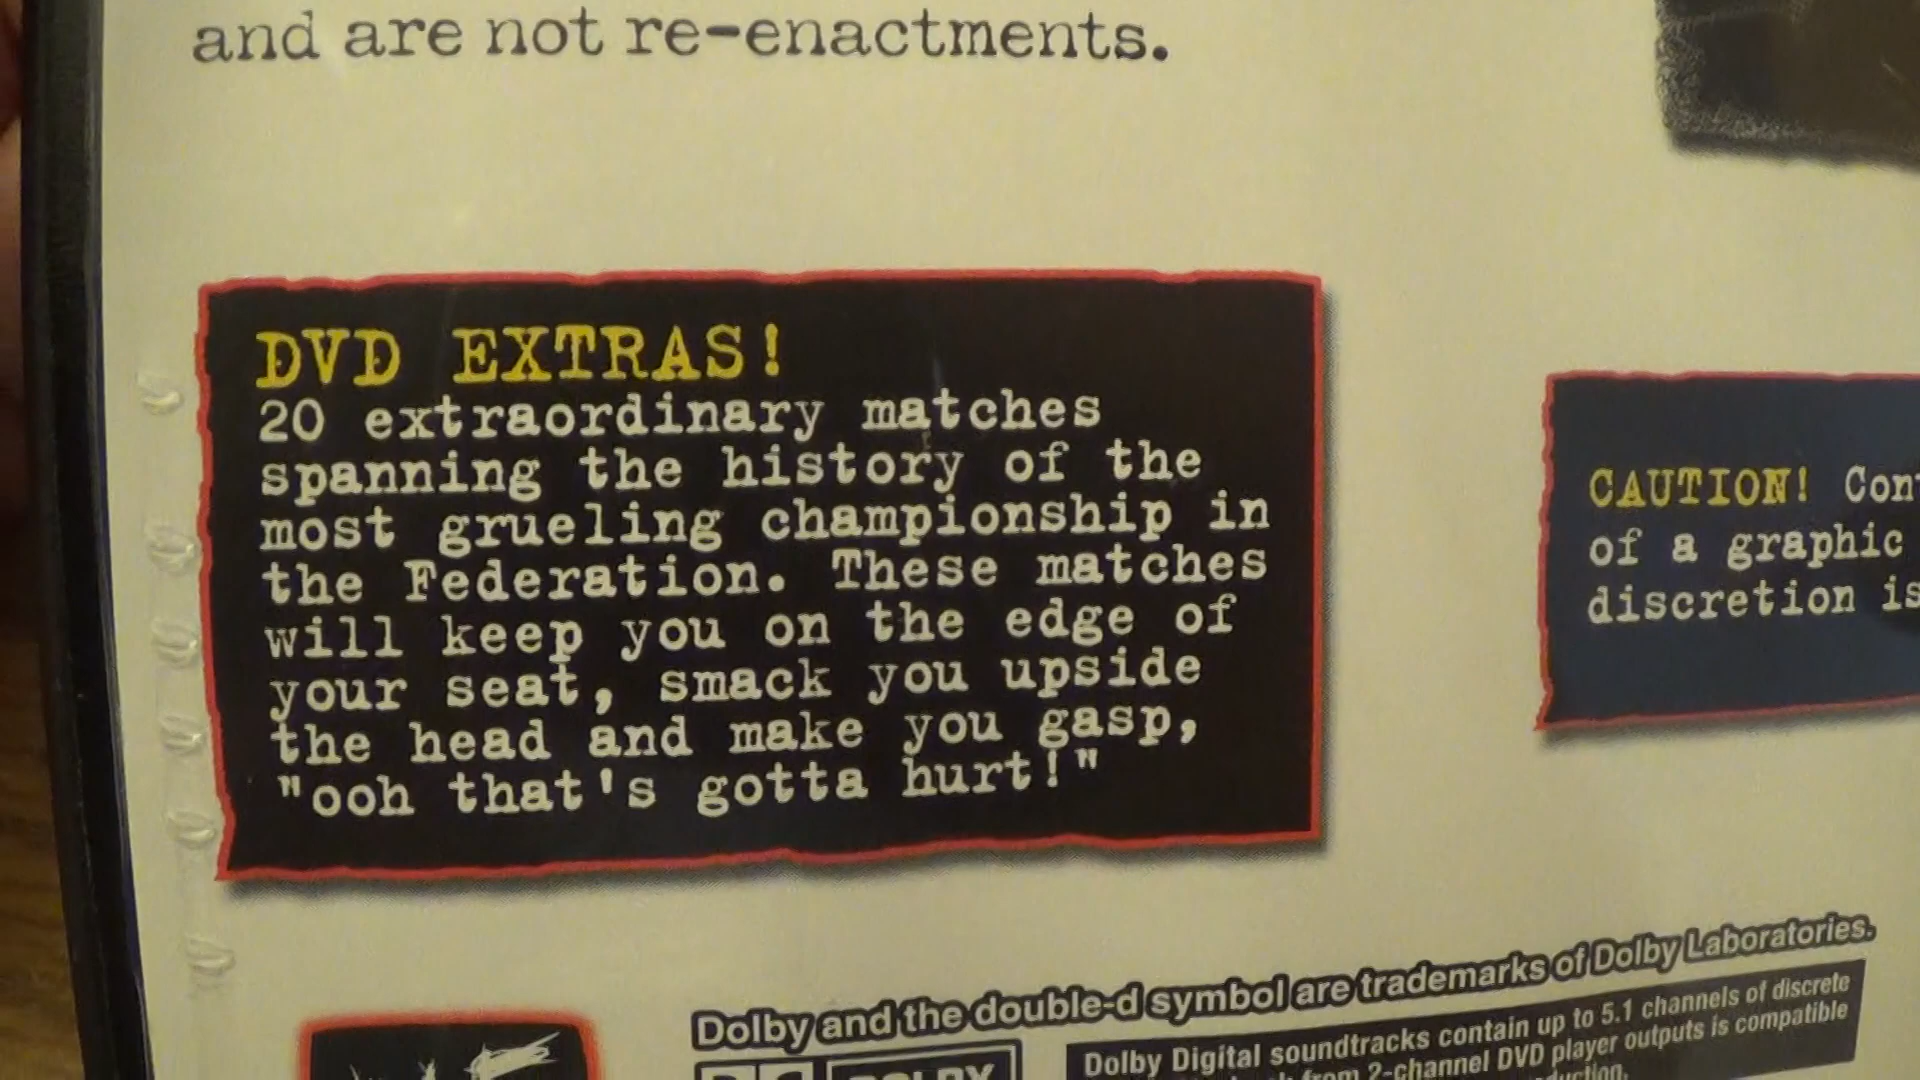 and are not re-enactments.
DVD EXTRAS!
20 extraordinary matches
spanning the history of the
most grueling championship in
the Federation. These matches
will keep you on the edge of
your seat, smack you upside
the head and make you gasp,
"ooh that's gotta hurt!"
CAUTION!
of a graphic
discretion is
Dolby and the double-d symbol are trademarks of Dolby Laboratories.
Dolby Digital soundtracks contain up to 5.1 channels of discrete
from 2-channel DVD player outputs is compatible
DOLBY